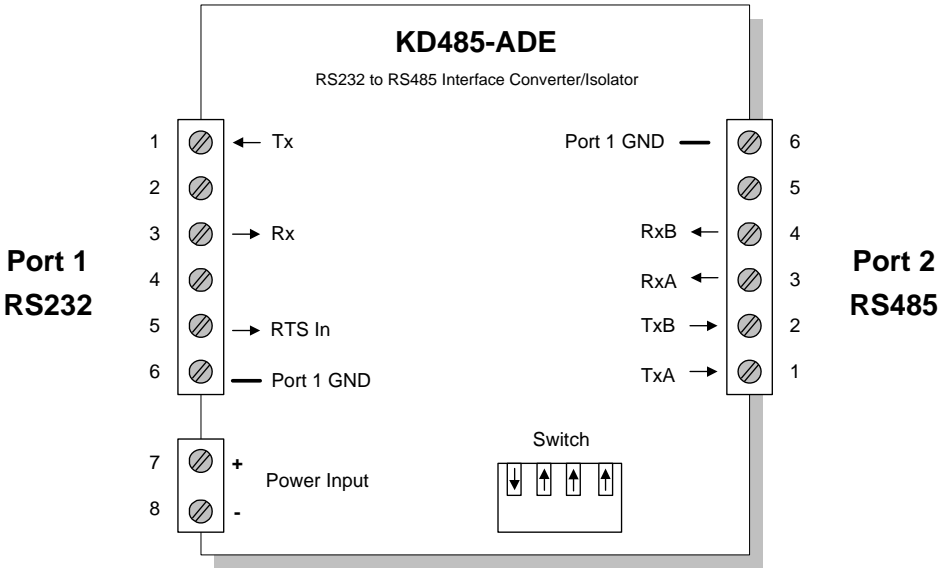 KD485-ADE
RS232 to RS485 Interface Converter/Isolator
1 Tx
2
3 Rx
4
5 RTS In
6 Port 1 GND
Port 1
RS232
7 +
8 -
Power Input
Port 1 GND 6
5
RxB 4
RxA 3
TxB 2
TxA 1
Port 2
RS485
Switch